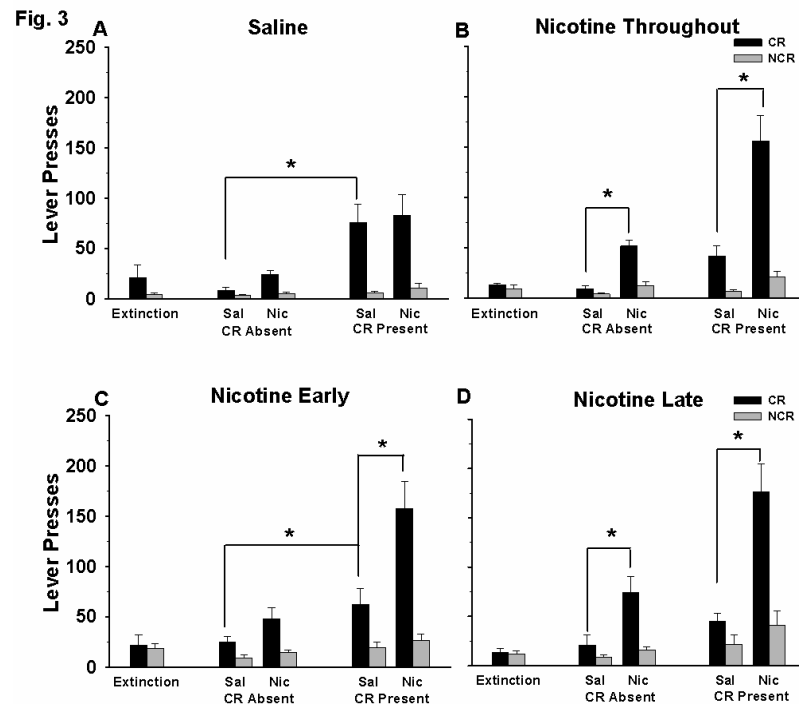 Fig. 3
A
Saline
B
Nicotine Throughout
CR
NCR
Lever Presses
250
200
150
100
50
0
*
*
*
Extinction
Sal
Nic
CR Absent
Sal
Nic
CR Present
Extinction
Sal
Nic
CR Absent
Sal
Nic
CR Present
C
Nicotine Early
D
Nicotine Late
CR
NCR
Lever Presses
250
200
150
100
50
0
*
*
*
*
Extinction
Sal
Nic
CR Absent
Sal
Nic
CR Present
Extinction
Sal
Nic
CR Absent
Sal
Nic
CR Present